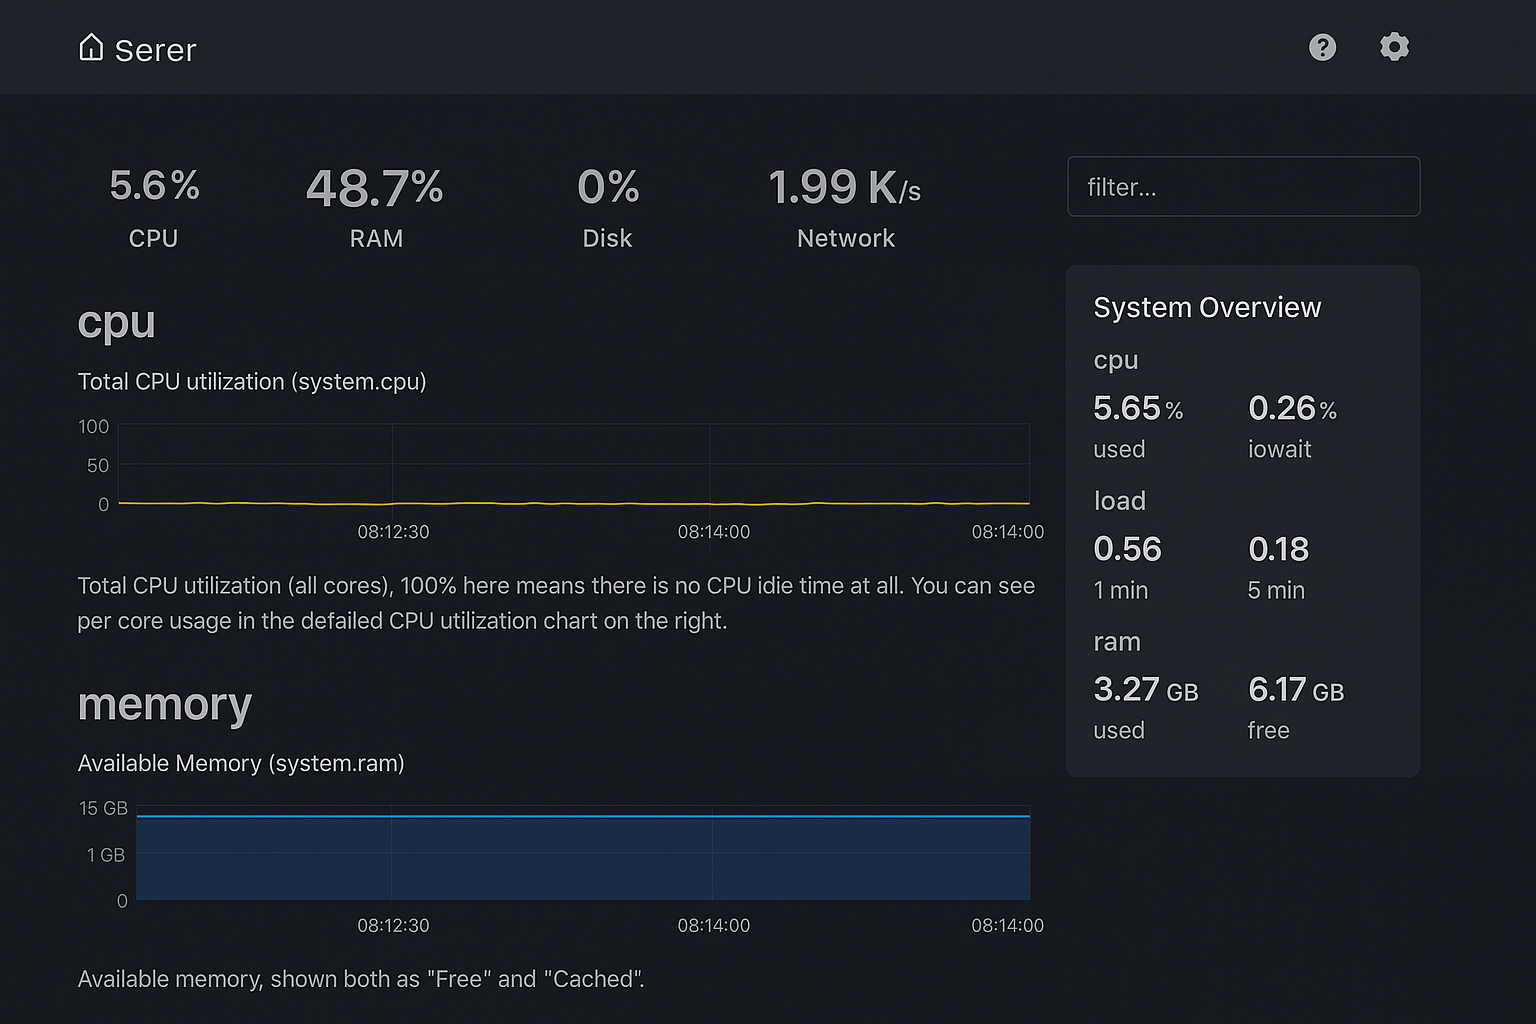 Serer
5.6%
CPU
48.7%
RAM
0%
Disk
1.99 K/s
Network
filter...
cpu
Total CPU utilization (system.cpu)
100
50
0
08:12:30
08:14:00
08:14:00
Total CPU utilization (all cores), 100% here means there is no CPU idie time at all. You can see
per core usage in the defailed CPU utilization chart on the right.
memory
Available Memory (system.ram)
15 GB
1 GB
0
08:12:30
08:14:00
08:14:00
Available memory, shown both as "Free" and "Cached".
System Overview
cpu
5.65 % 0.26 %
used iowait
load
0.56 0.18
1 min 5 min
ram
3.27 GB 6.17 GB
used free